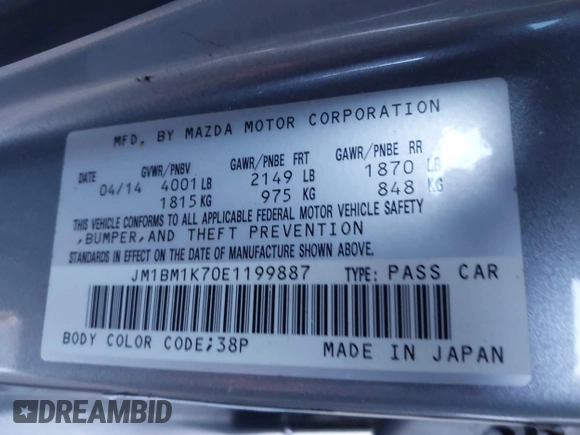 MFD. BY MAZDA MOTOR CORPORATION
DATE GVWR/PNBV GAWR/PNBE FRT GAWR/PNBE RR
04/14 4001 LB 2149 LB 1870 LB
1815 KG 975 KG 848 KG
THIS VEHICLE CONFORMS TO ALL APPLICABLE FEDERAL MOTOR VEHICLE SAFETY
,BUMPER,AND THEFT PREVENTION
STANDARDS IN EFFECT ON THE DATE OF MANUFACTURE SHOWN ABOVE.
JM1BM1K70E1199887 TYPE: PASS CAR
BODY COLOR CODE;38P MADE IN JAPAN
DREAMBID